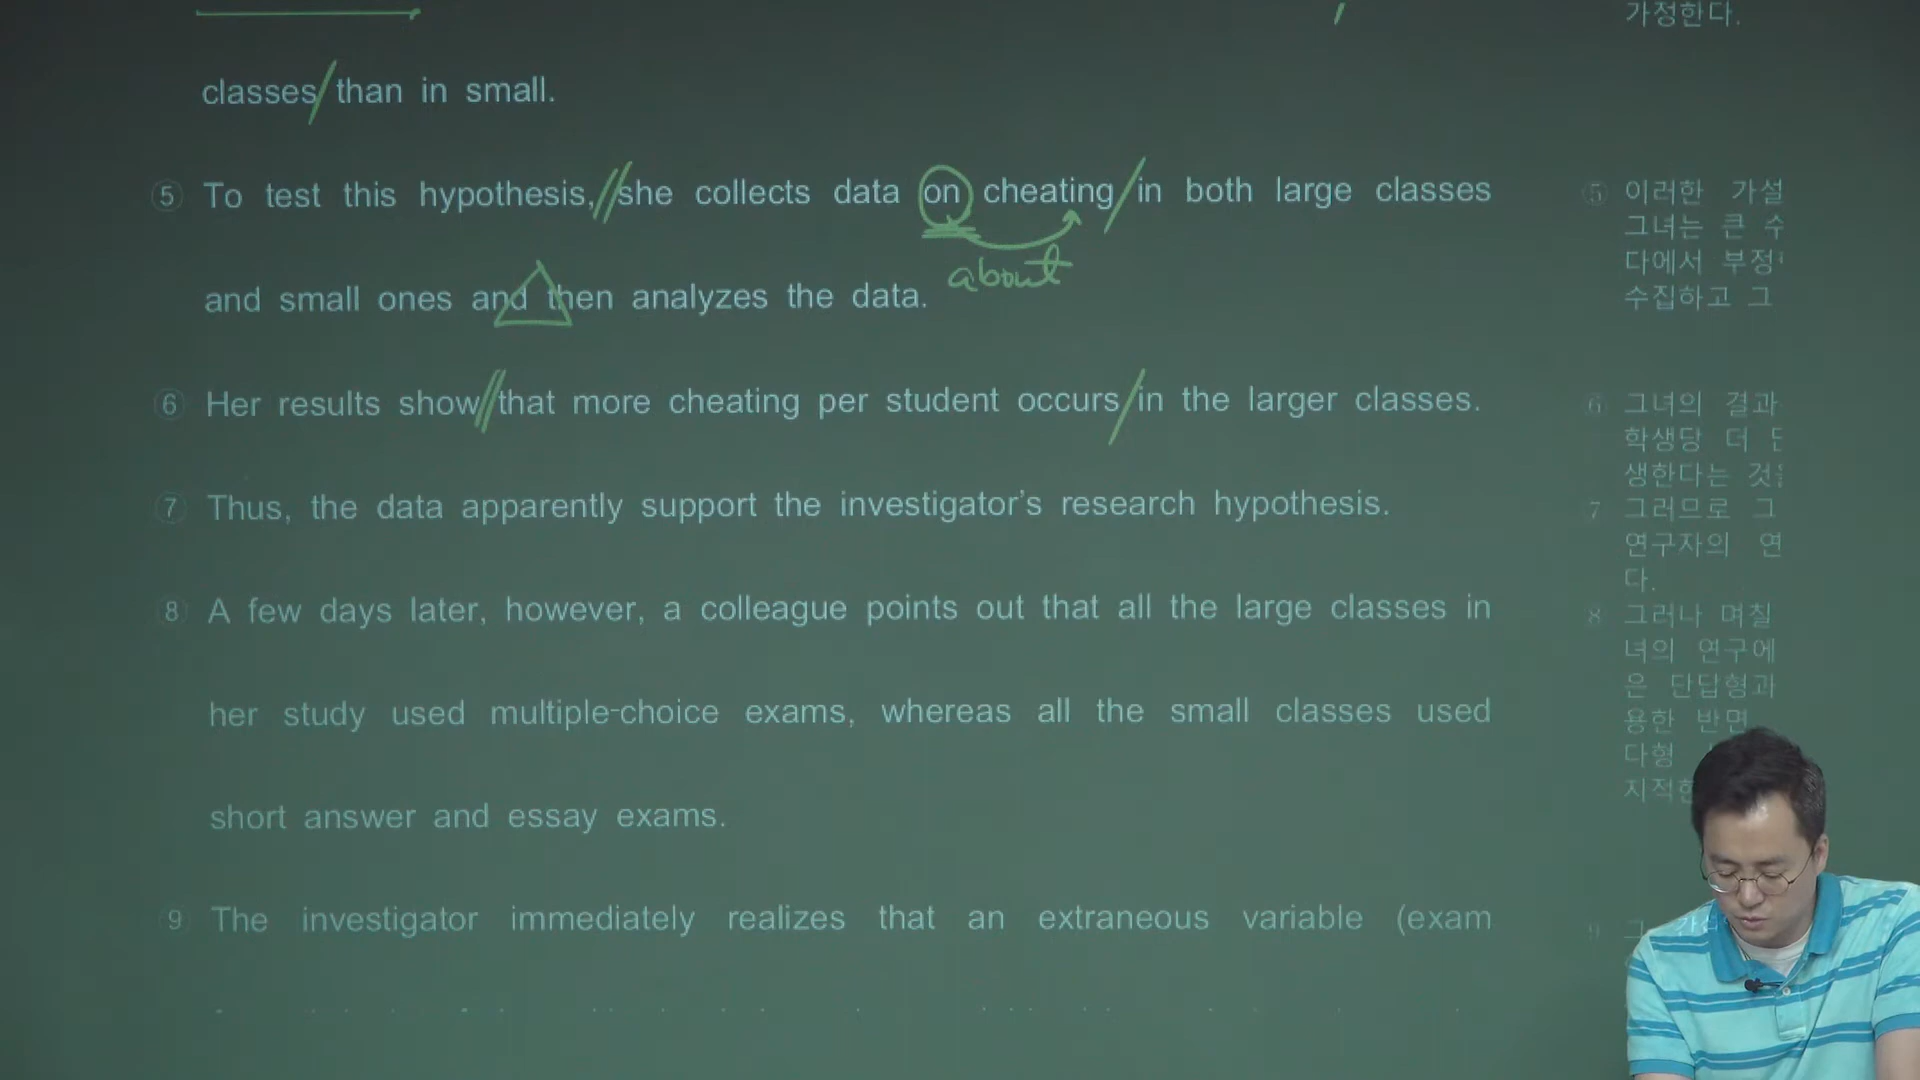 classes than in small.
가정한다.
⑤ To test this hypothesis, she collects data on cheating in both large classes
about
and small ones and then analyzes the data.
⑤ 이러한 가설
그녀는 큰 수
다에서 부정
수집하고 그
⑥ Her results show that more cheating per student occurs in the larger classes.
6 그녀의 결과
학생당 더
생한다는
⑦ Thus, the data apparently support the investigator's research hypothesis.
7 그러므로 그
연구자의 연
다.
⑧ A few days later, however, a colleague points out that all the large classes in
her study used multiple-choice exams, whereas all the small classes used
short answer and essay exams.
8 그러나 며칠
녀의 연구에
은 단답형과
용한 반면
다형
지적한
⑨ The investigator immediately realizes that an extraneous variable (exam
9 그